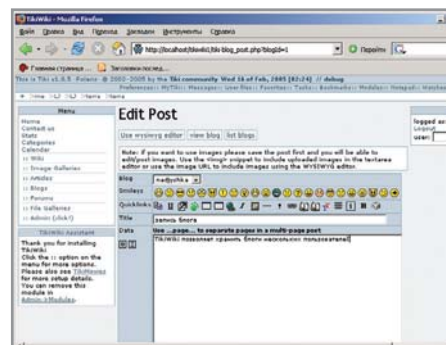 TikiWiki - Mozilla Firefox
Файл Правка Вид Переход Закладки Инструменты Справка
http://localhost/tikiwiki1/tiki-blog_post.php?blogId=1
Перейти
Главная страница ...
Заголовки послед...
This is Tiki v1.8.5 -Polaris- © 2002-2005 by the Tiki community Wed 16 of Feb, 2005 [02:24] // debug
Menu
Home
Contact us
Stats
Categories
Calendar
:: Wiki
:: Image Galleries
:: Articles
:: Blogs
:: Forums
:: File Galleries
:: Admin (click!)
TikiWiki Assistant
Thank you for installing
TikiWiki!
Click the :: option on the
menu for more options.
Please also see TikiMovies
for more setup details.
You can remove this
module in
Admin->Modules.
Edit Post
Use wysiwyg editor view blog list blogs
Note: if you want to use images please save the post first and you will be able to
edit/post images. Use the <img> snippet to include uploaded images in the textarea
editor or use the image URL to include images using the WYSIWYG editor.
Blog
Smileys
Quicklinks
Title запись блога
Data Use ...page... to separate pages in a multi-page post
TikiWiki позволяет хранить блоги нескольких пользователей
logged as:
Logout
user: